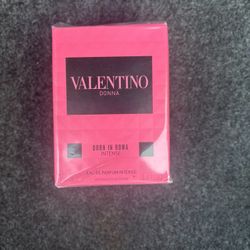 VALENTINO
DONNA
BORN IN ROMA
INTENSE
EAU DE PARFUM INTENSE